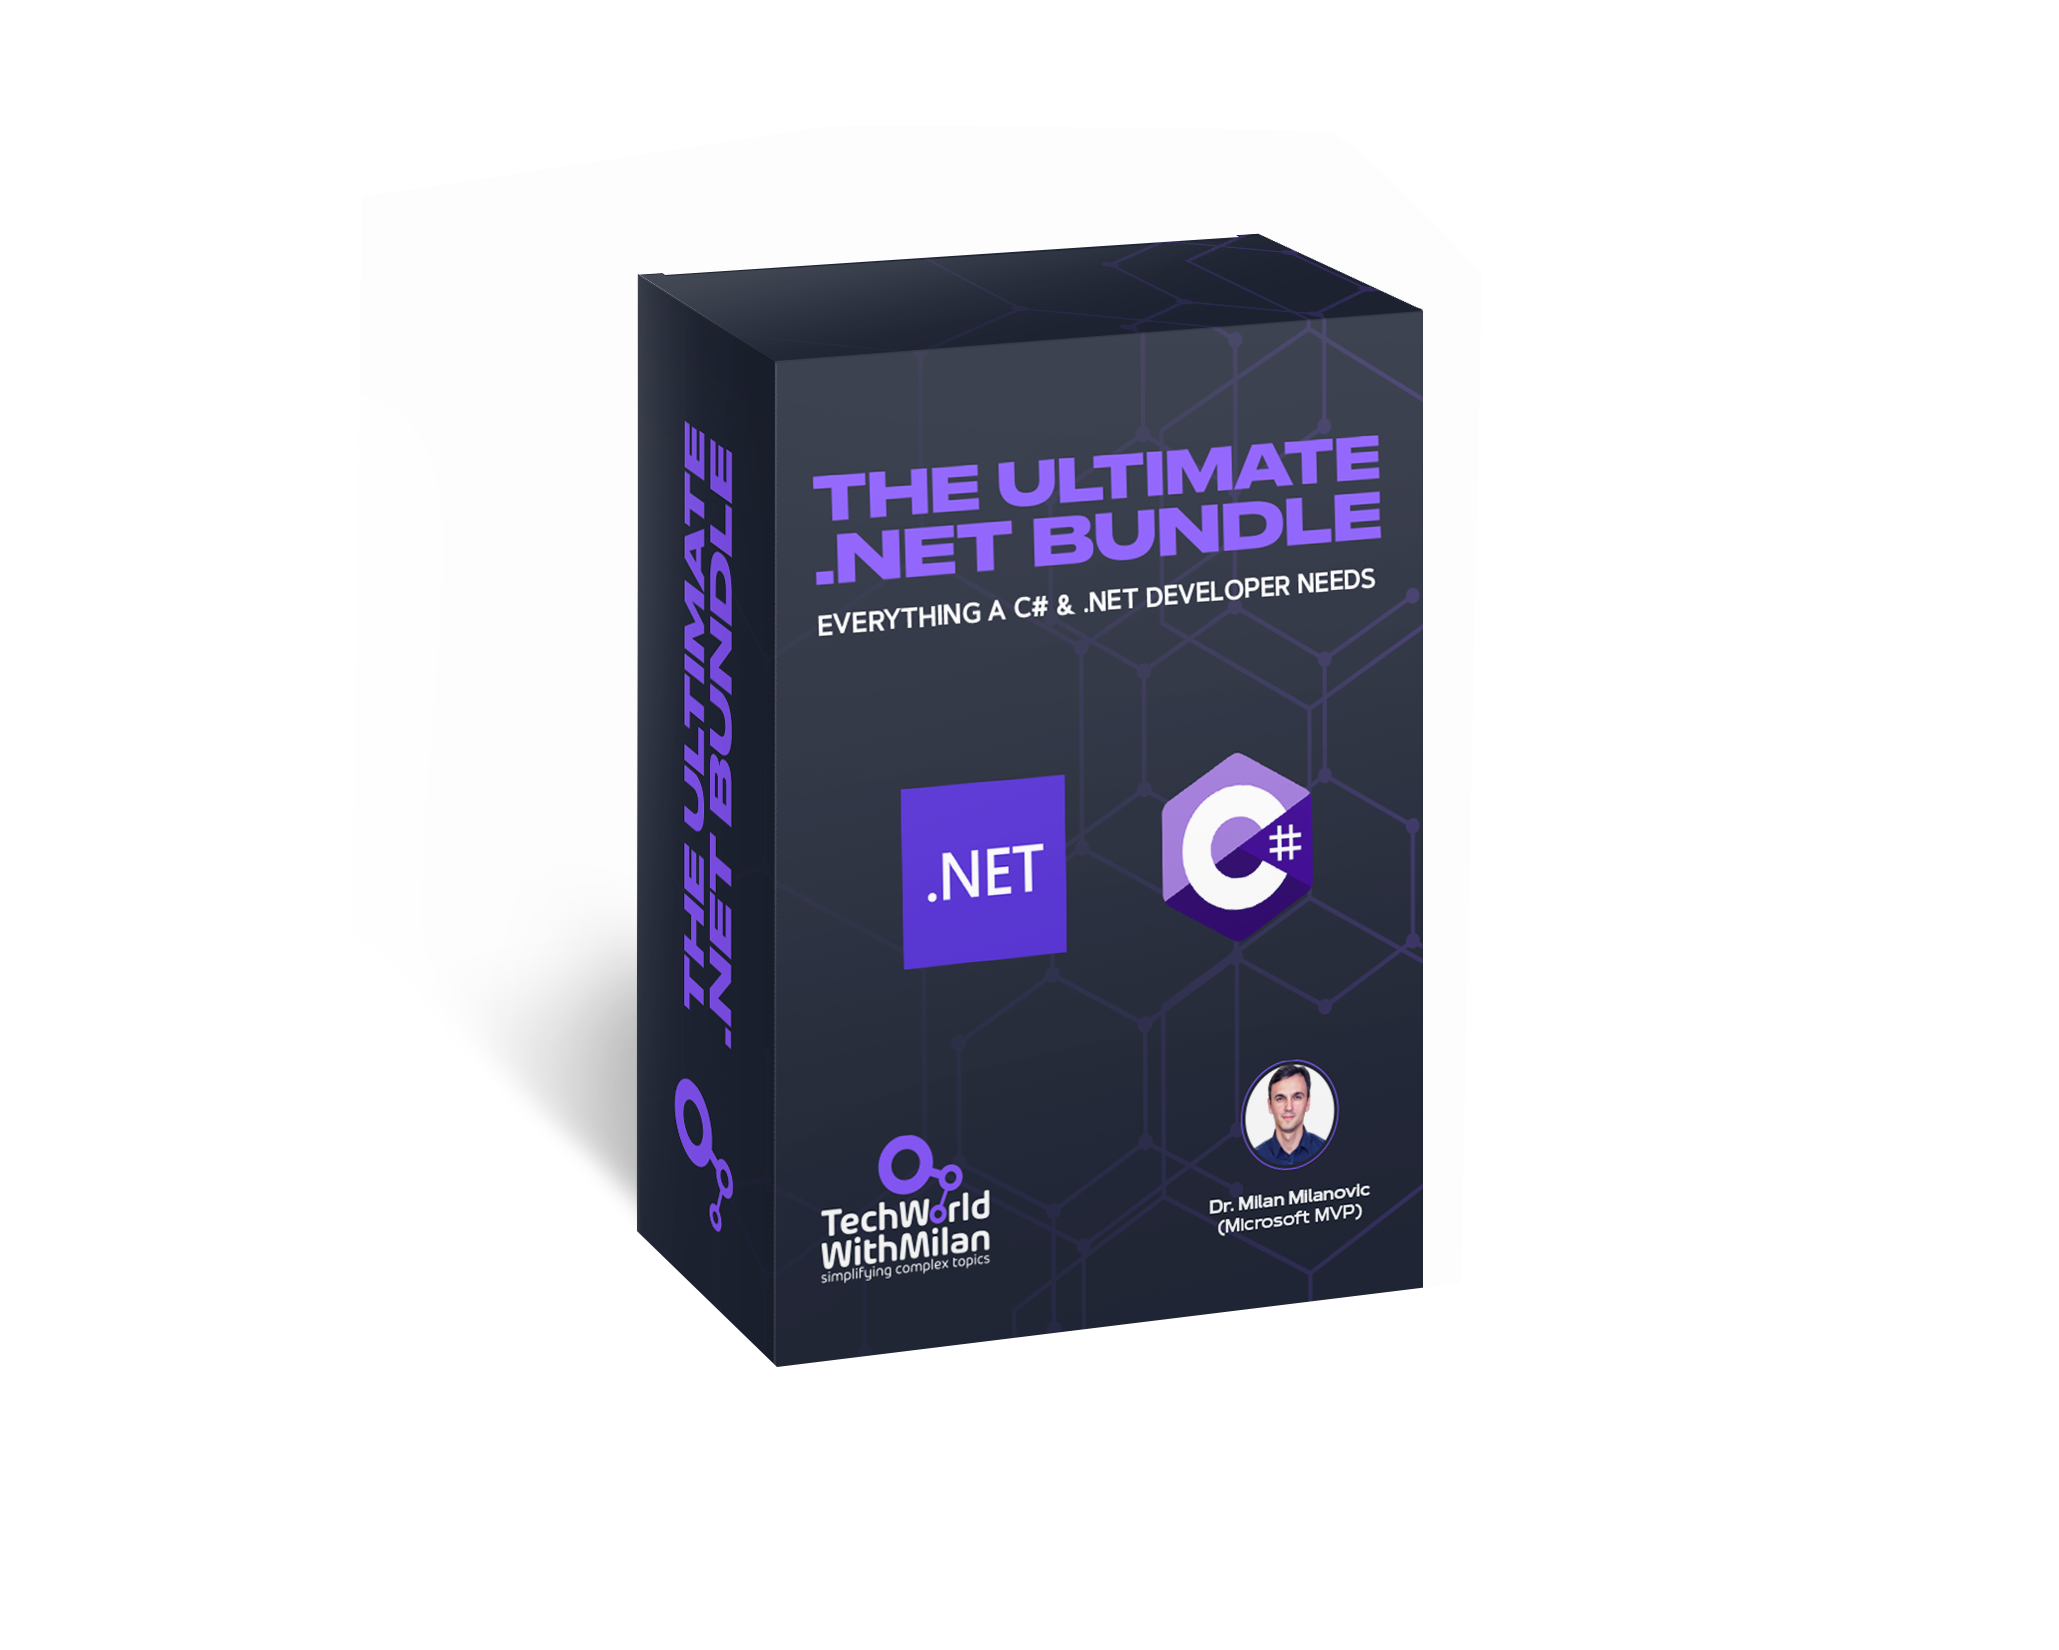 THE ULTIMATE
.NET BUNDLE
EVERYTHING A C# & .NET DEVELOPER NEEDS
.NET
C#
TechWorld
WithMilan
simplifying complex topics
Dr. Milan Milanovic
(Microsoft MVP)
THE ULTIMATE
.NET BUNDLE